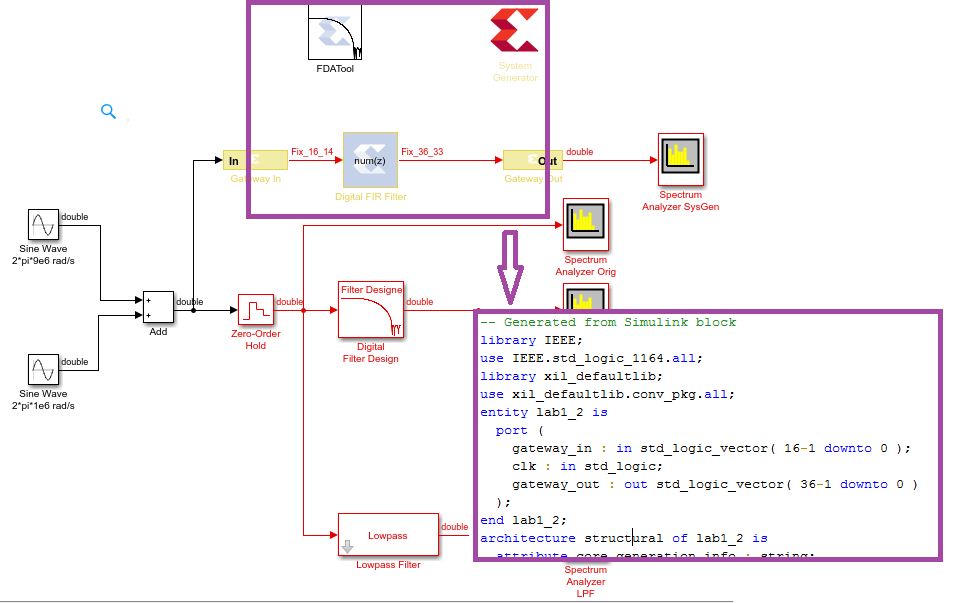 FDATool
System
Generator
In
Gateway In
Fix_16_14
num(z)
Digital FIR Filter
Fix_36_33
Out
Gateway Out
double
Spectrum
Analyzer SysGen
double
Sine Wave
2*pi*9e6 rad/s
double
Sine Wave
2*pi*1e6 rad/s
+
+
Add
double
Zero-Order
Hold
double
Filter Designe
Digital
Filter Design
double
Spectrum
Analyzer Orig
Lowpass
Lowpass Filter
double
-- Generated from Simulink block
library IEEE;
use IEEE.std_logic_1164.all;
library xil_defaultlib;
use xil_defaultlib.conv_pkg.all;
entity lab1_2 is
port (
gateway_in : in std_logic_vector( 16-1 downto 0 );
clk : in std_logic;
gateway_out : out std_logic_vector( 36-1 downto 0 )
);
end lab1_2;
architecture structural of lab1_2 is
attribute core_generation_info : string;
Spectrum
Analyzer
LPF